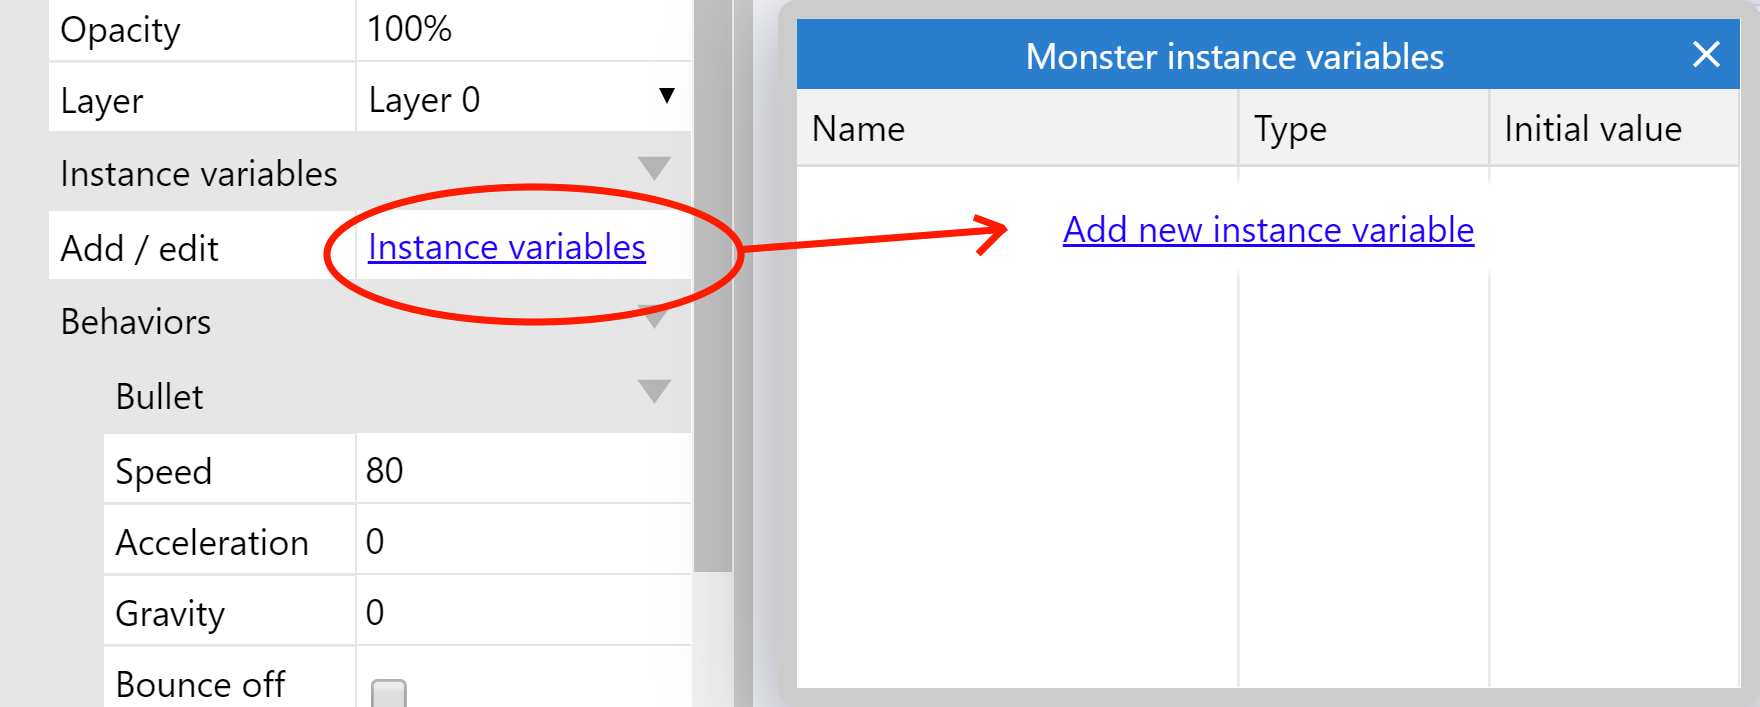 Opacity 100%
Layer Layer 0
Instance variables
Add / edit Instance variables
Behaviors
Bullet
Speed 80
Acceleration 0
Gravity 0
Bounce off
Monster instance variables
Name Type Initial value
Add new instance variable